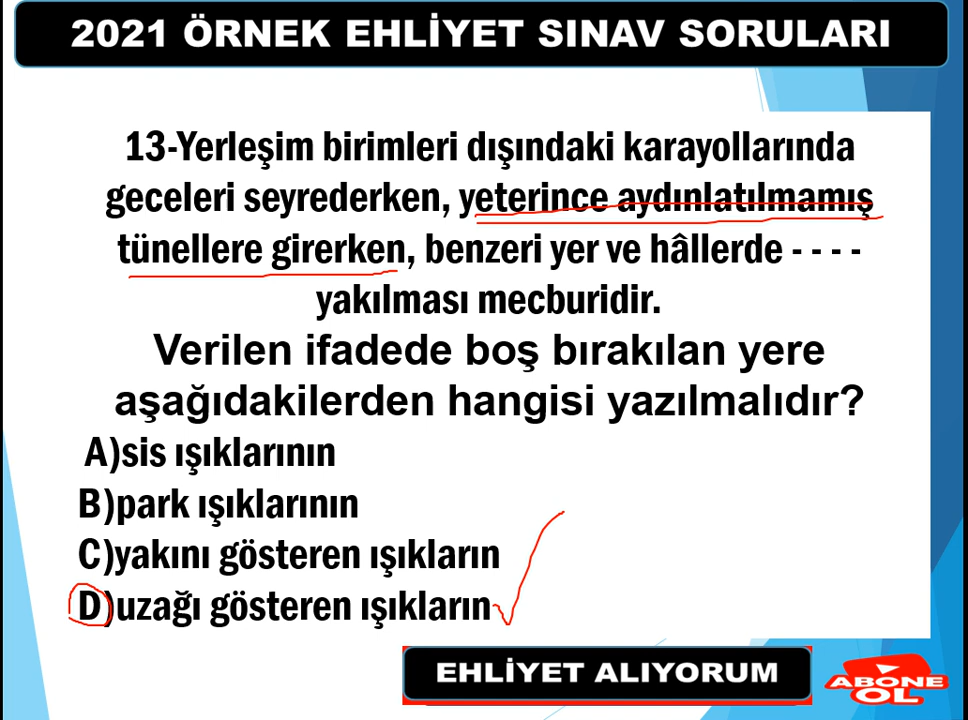 2021 ÖRNEK EHLİYET SINAV SORULARI
13-Yerleşim birimleri dışındaki karayollarında
geceleri seyrederken, yeterince aydınlatılmamış
tünellere girerken, benzeri yer ve hâllerde - - - -
yakılması mecburidir.
Verilen ifadede boş bırakılan yere
aşağıdakilerden hangisi yazılmalıdır?
A)sis ışıklarının
B)park ışıklarının
C)yakını gösteren ışıkların
D)uzağı gösteren ışıkların
EHLİYET ALIYORUM
ABONE
OL